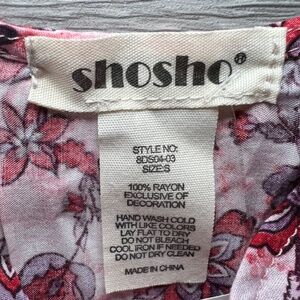 shosho®
STYLE NO:
8DS04-03
SIZE:S
100% RAYON
EXCLUSIVE OF
DECORATION
HAND WASH COLD
WITH LIKE COLORS
LAY FLAT TO DRY
DO NOT BLEACH
COOL IRON IF NEEDED
DO NOT DRY CLEAN
MADE IN CHINA